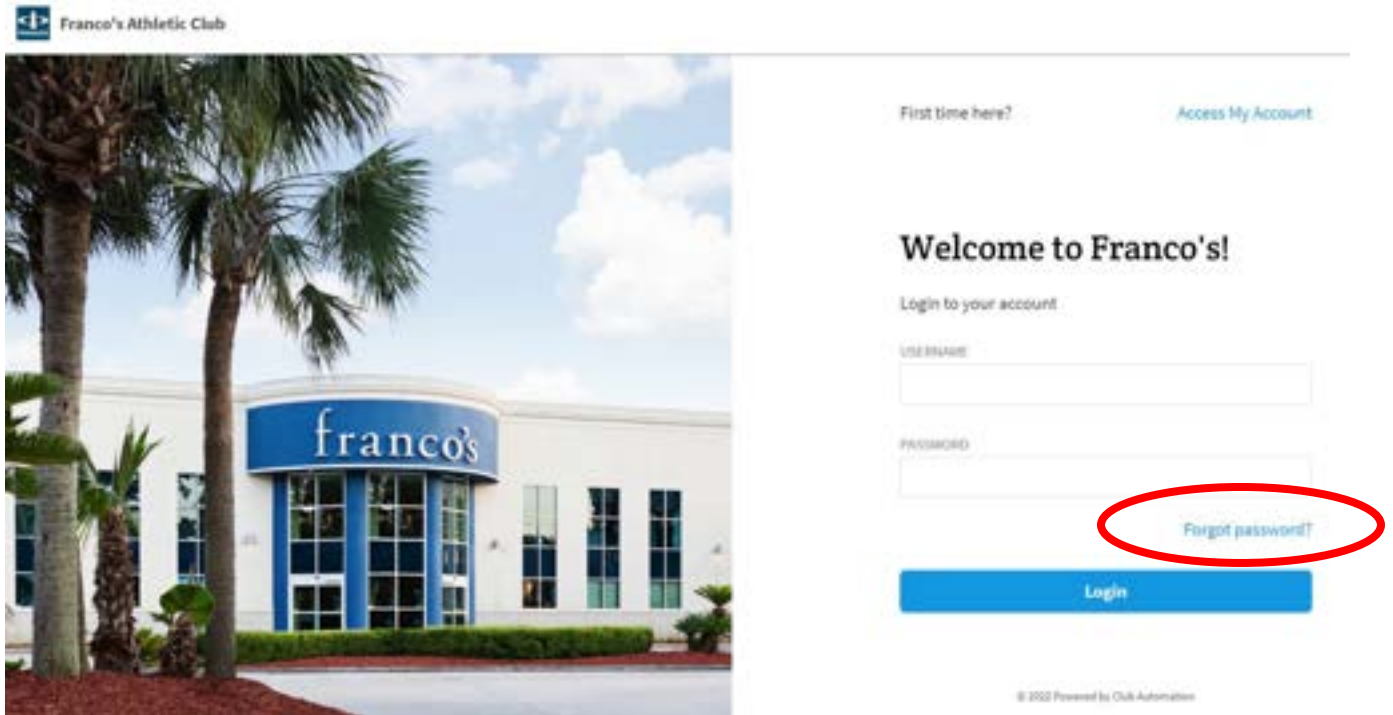 Franco's Athletic Club
First time here? Access My Account
Welcome to Franco's!
Login to your account
USERNAME
PASSWORD
Forgot password?
Login
© 2022 Powered by Club Automation
franco's